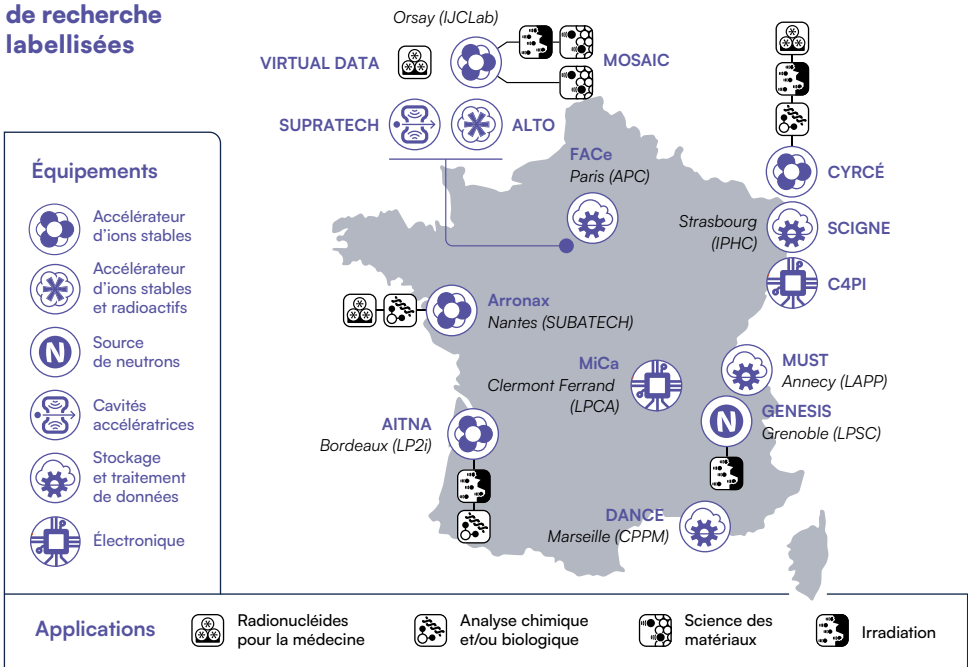 de recherche
labellisées
Orsay (IJCLab)
VIRTUAL DATA
MOSAIC
SUPRATECH
ALTO
FACe
Paris (APC)
CYRCÉ
Strasbourg
(IPHC)
SCIGNE
C4PI
Arronax
Nantes (SUBATECH)
MiCa
Clermont Ferrand
(LPCA)
MUST
Annecy (LAPP)
GENESIS
Grenoble (LPSC)
AITNA
Bordeaux (LP2i)
DANCE
Marseille (CPPM)
Équipements
Accélérateur
d'ions stables
Accélérateur
d'ions stables
et radioactifs
N
Source
de neutrons
Cavités
accélératrices
Stockage
et traitement
de données
Électronique
N
Applications
Radionucléides
pour la médecine
Analyse chimique
et/ou biologique
Science des
matériaux
Irradiation